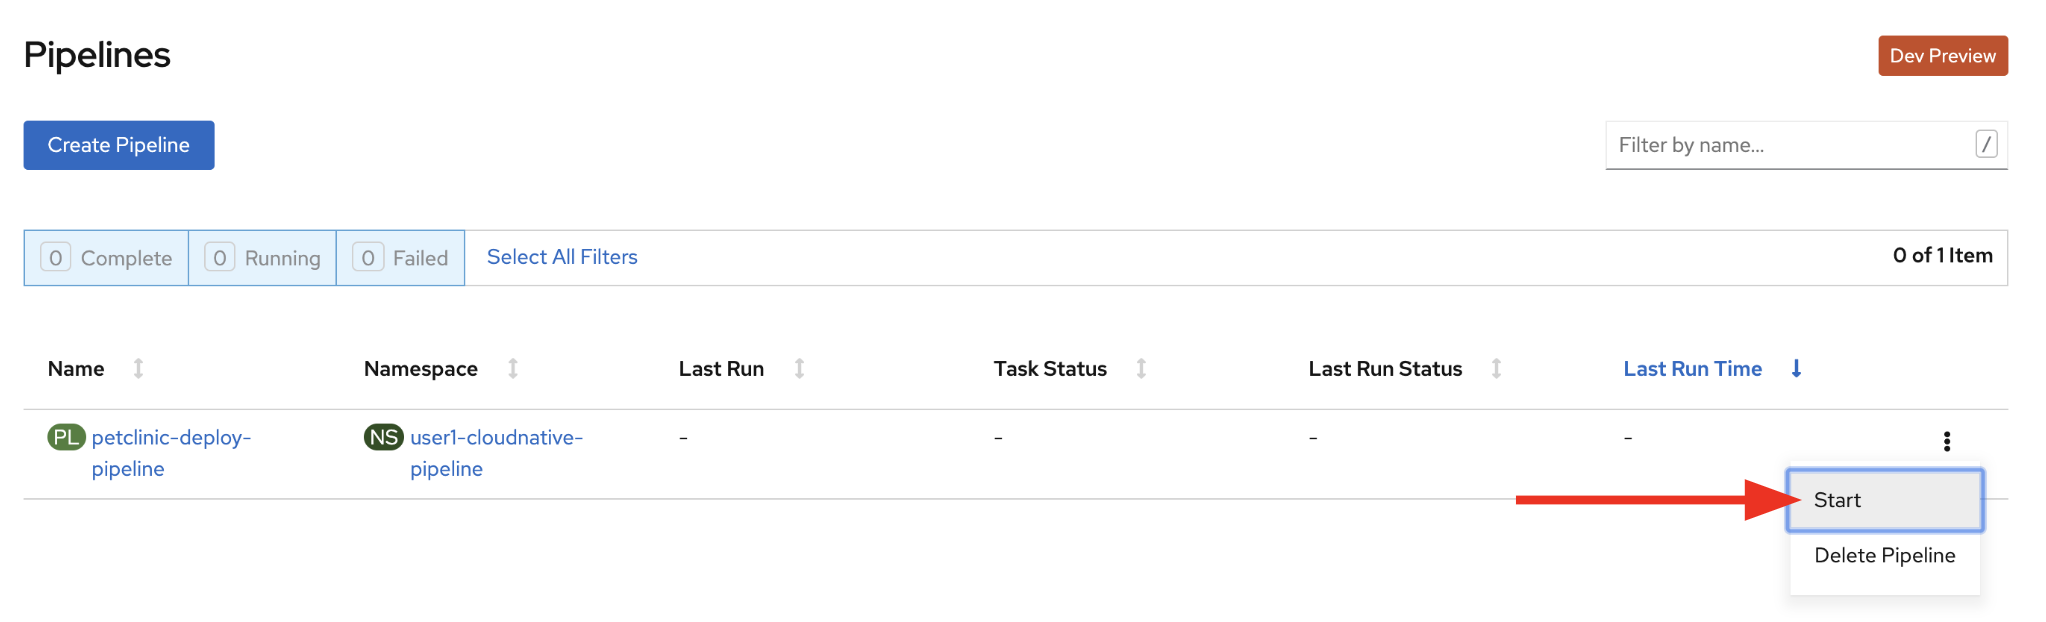 Pipelines
Dev Preview
Create Pipeline
Filter by name...
/
0 Complete 0 Running 0 Failed Select All Filters 0 of 1 Item
Name Namespace Last Run Task Status Last Run Status Last Run Time
PL petclinic-deploy- NS user1-cloudnative- - - - -
pipeline pipeline
Start
Delete Pipeline